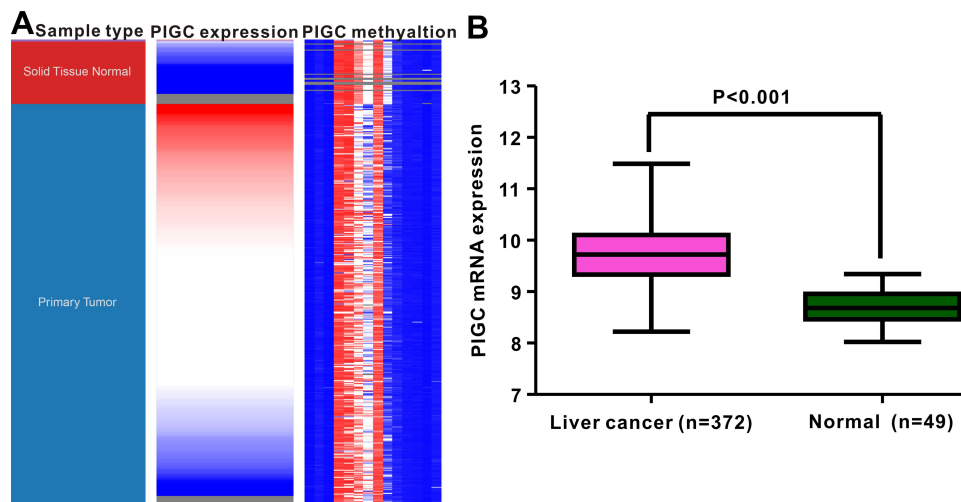 A
Sample type PIGC expression PIGC methyaltion
Solid Tissue Normal
Primary Tumor
B
P<0.001
PIGC mRNA expression
13
12
11
10
9
8
7
Liver cancer (n=372) Normal (n=49)